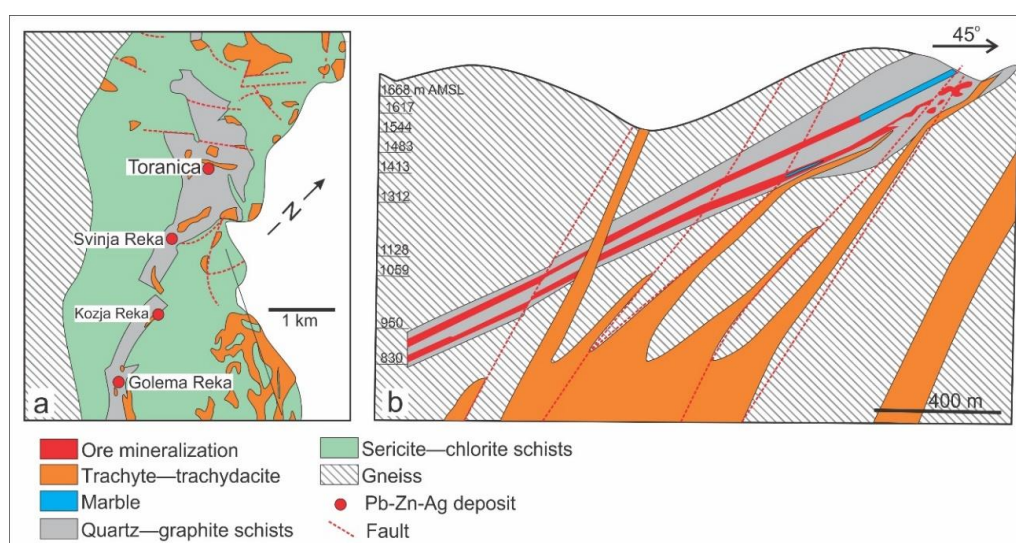 Toranica
Svinja Reka
Kozja Reka
Golema Reka
N
1 km
a
45°
1668 m AMSL
1617
1544
1483
1413
1312
1128
1059
950
830
b
400 m
Ore mineralization
Trachyte—trachydacite
Marble
Quartz—graphite schists
Sericite—chlorite schists
Gneiss
Pb-Zn-Ag deposit
Fault